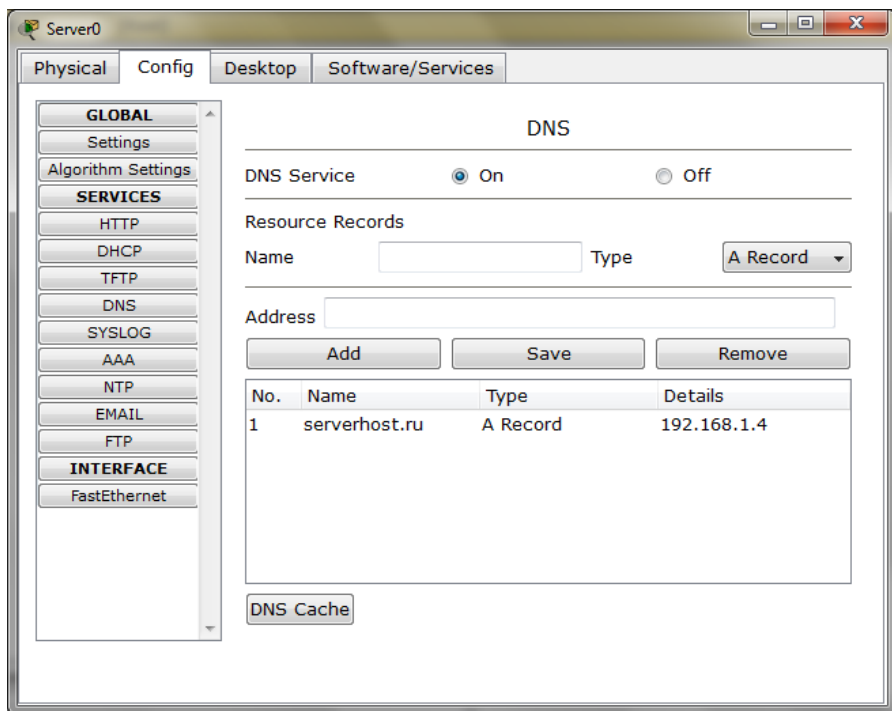 Server0
Physical Config Desktop Software/Services
GLOBAL
Settings
Algorithm Settings
SERVICES
HTTP
DHCP
TFTP
DNS
SYSLOG
AAA
NTP
EMAIL
FTP
INTERFACE
FastEthernet
DNS
DNS Service On Off
Resource Records
Name Type A Record
Address
Add Save Remove
No. Name Type Details
1 serverhost.ru A Record 192.168.1.4
DNS Cache